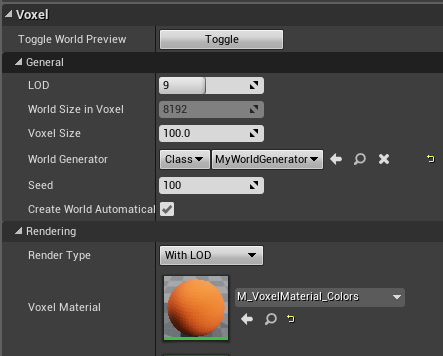 Voxel
Toggle World Preview Toggle
General
LOD 9
World Size in Voxel 8192
Voxel Size 100.0
World Generator Class MyWorldGenerator
Seed 100
Create World Automatical
Rendering
Render Type With LOD
Voxel Material M_VoxelMaterial_Colors